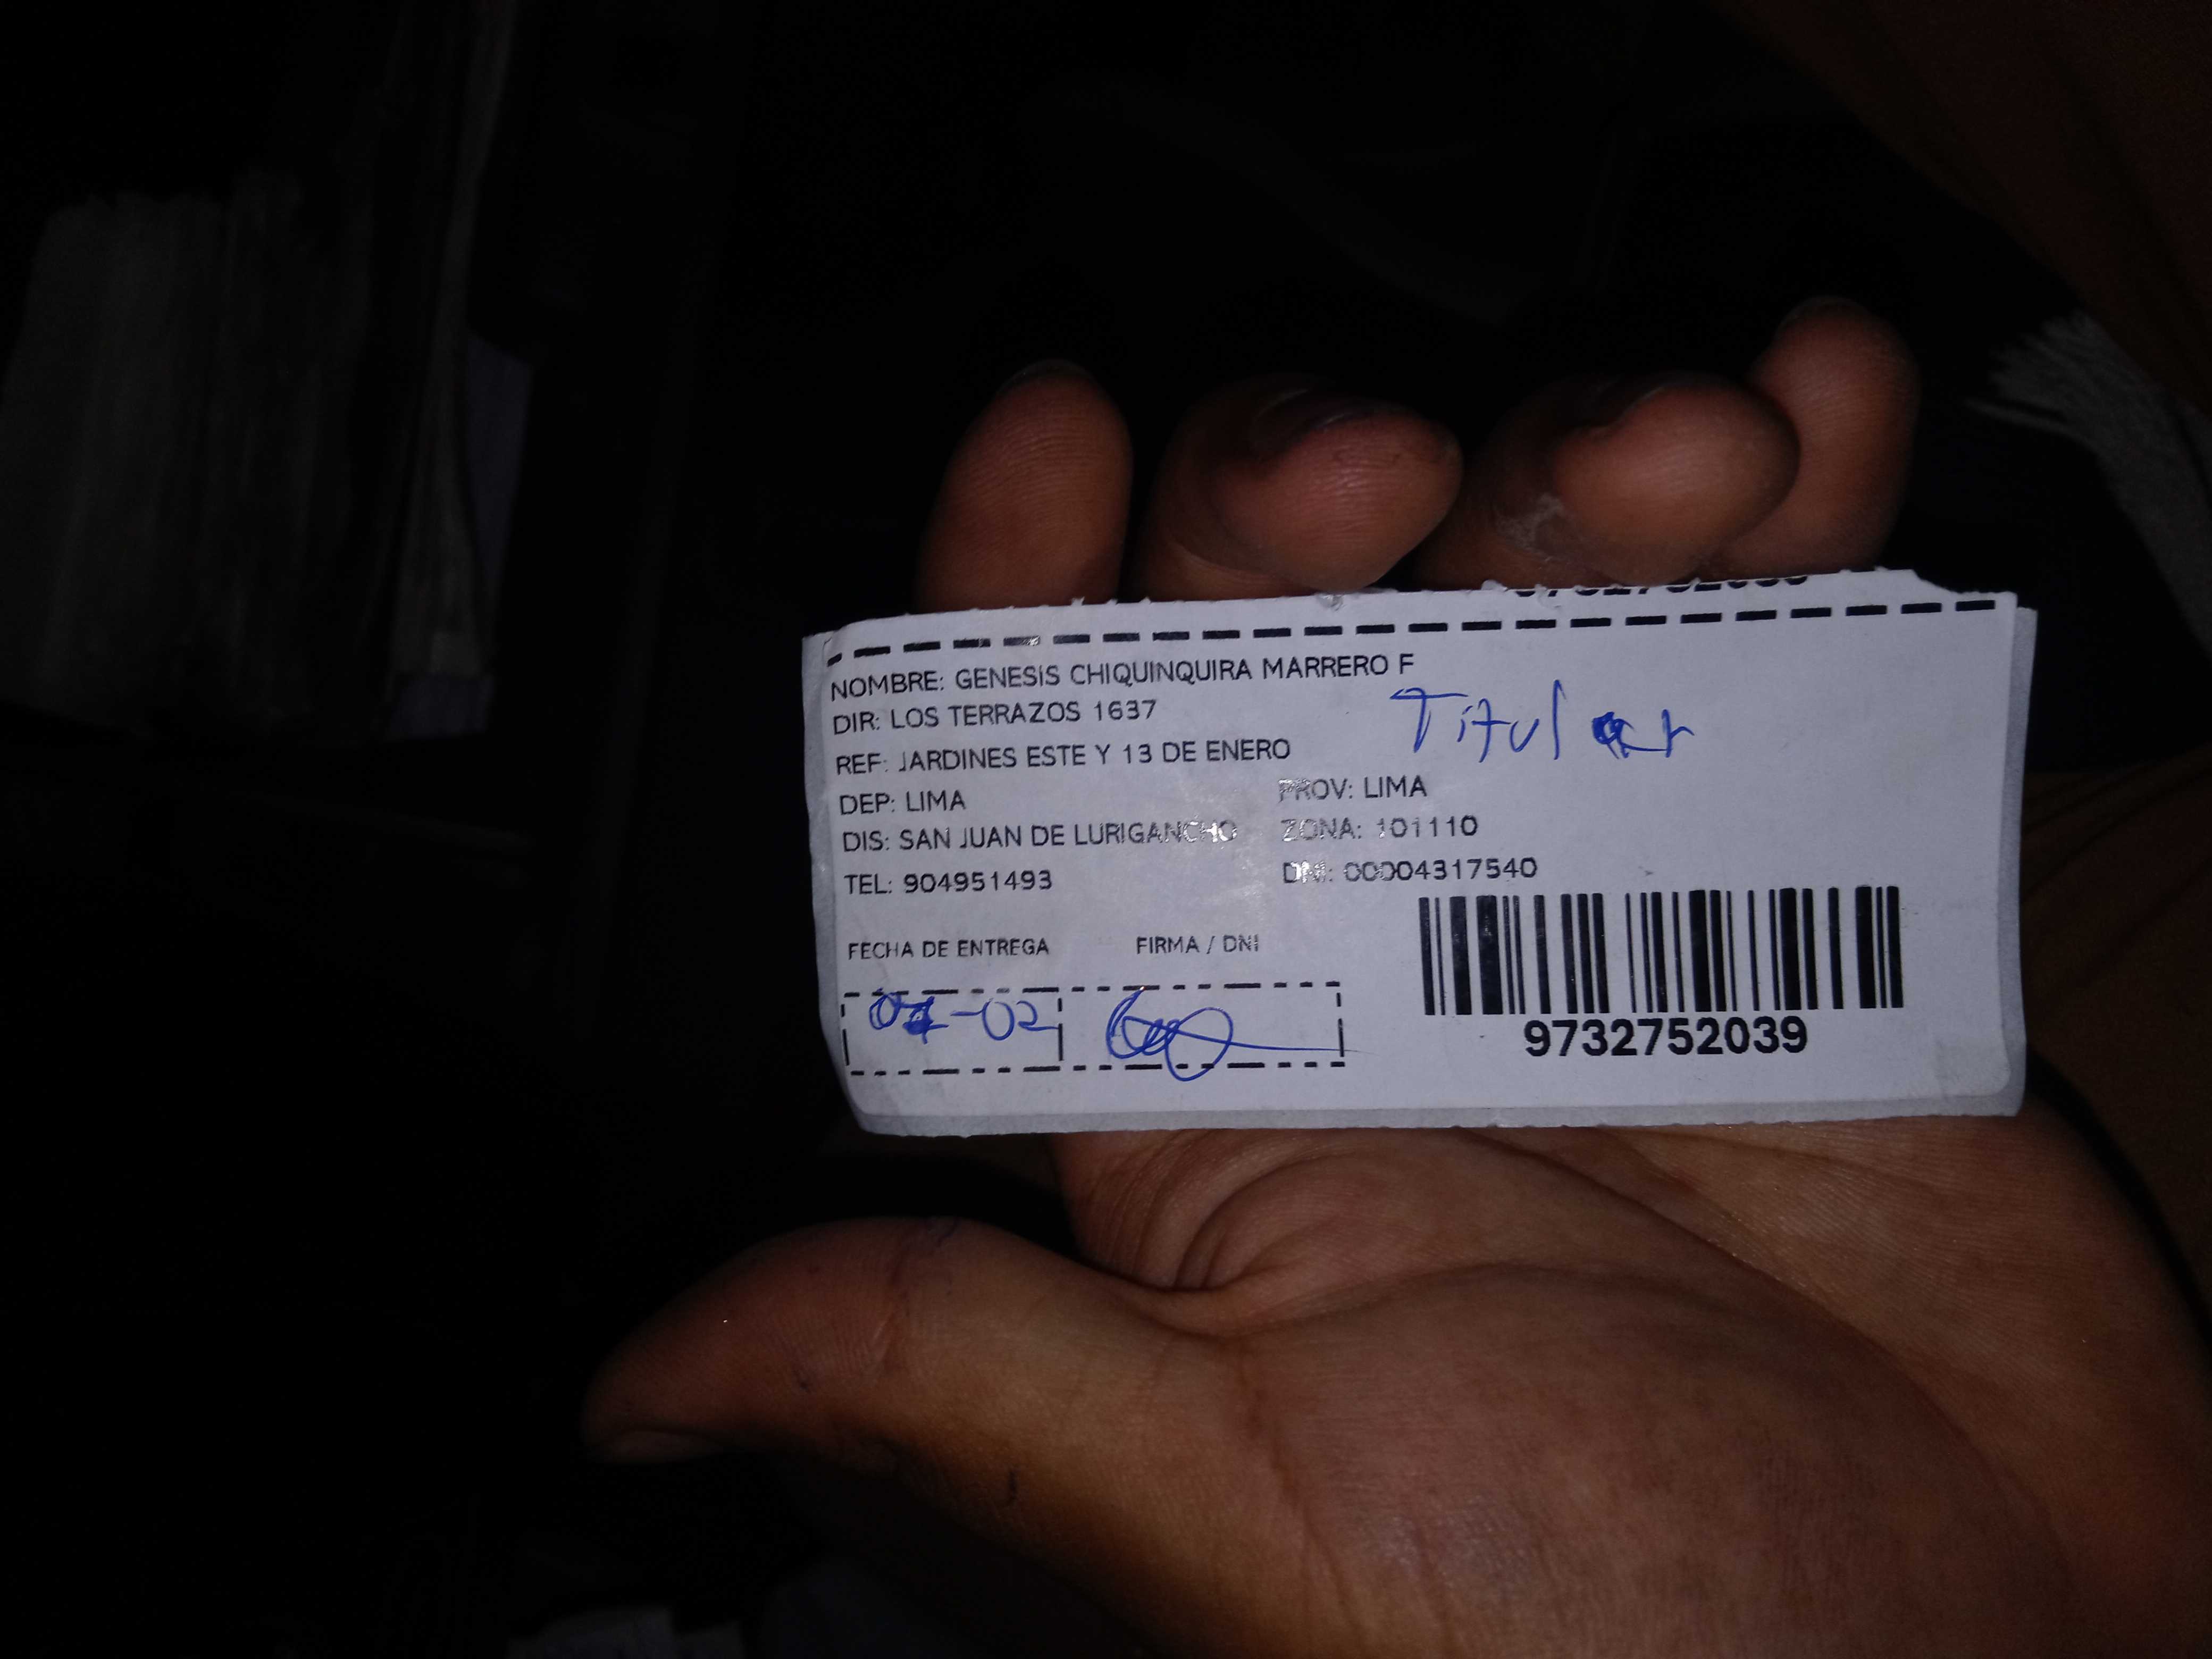 NOMBRE: GENESIS CHIQUINQUIRA MARRERO F
DIR: LOS TERRAZOS 1637
Titular
REF: JARDINES ESTE Y 13 DE ENERO
DEP: LIMA PROV: LIMA
DIS: SAN JUAN DE LURIGANCHO ZONA: 101110
TEL: 904951493 DNI: 00004317540
FECHA DE ENTREGA FIRMA / DNI
9732752039